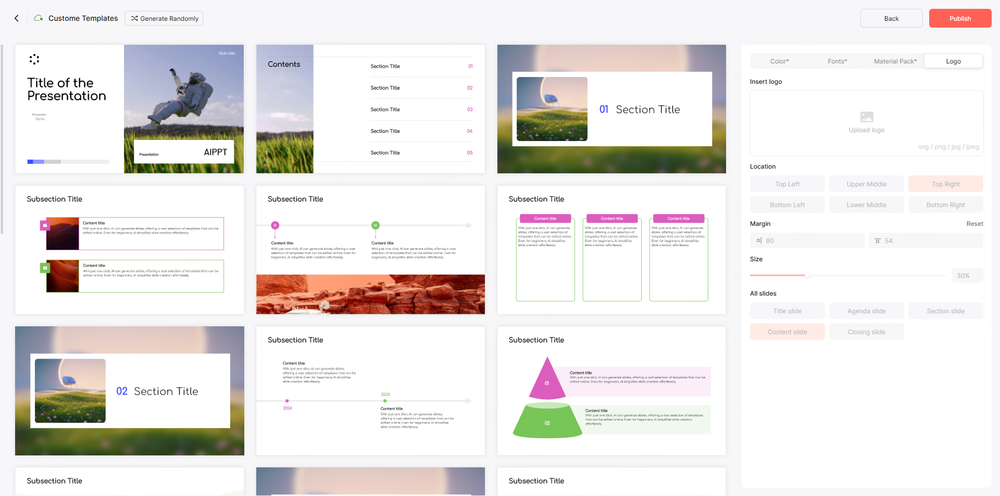 Custome Templates
Generate Randomly
Back
Publish
YOUR LOGO
Title of the
Presentation
Presenter:
Gloria
Presentation
AIPPT
Contents
Section Title 01
Section Title 02
Section Title 03
Section Title 04
Section Title 05
01 Section Title
Subsection Title
Content title
With just one click, AI can generate slides, offering a vast selection of templates that can be
edited online. Even for beginners, AI simplifies slide creation effortlessly.
Content title
With just one click, AI can generate slides, offering a vast selection of templates that can be
edited online. Even for beginners, AI simplifies slide creation effortlessly.
Subsection Title
01
Content title
With just one click, AI can generate slides, offering a vast
selection of templates that can be edited online. Even for
beginners, AI simplifies slide creation effortlessly.
02
Content title
With just one click, AI can generate slides, offering a vast
selection of templates that can be edited online. Even for
beginners, AI simplifies slide creation effortlessly.
Subsection Title
Content title
With just one click, AI can generate
slides, offering a vast selection of
templates that can be edited online.
Even for beginners, AI simplifies
slide creation effortlessly.
Content title
With just one click, AI can generate
slides, offering a vast selection of
templates that can be edited online.
Even for beginners, AI simplifies
slide creation effortlessly.
Content title
With just one click, AI can generate
slides, offering a vast selection of
templates that can be edited online.
Even for beginners, AI simplifies
slide creation effortlessly.
02 Section Title
Subsection Title
Content title
With just one click, AI can generate slides,
offering a vast selection of templates that can be
edited online. Even for beginners, AI simplifies
slide creation effortlessly.
2024
2025
Content title
With just one click, AI can generate slides,
offering a vast selection of templates that can be
edited online. Even for beginners, AI simplifies
slide creation effortlessly.
Subsection Title
01
Content title
With just one click, AI can generate slides, offering a vast selection of templates that can be
edited online. Even for beginners, AI simplifies slide creation effortlessly.
02
Content title
With just one click, AI can generate slides, offering a vast selection of templates
that can be edited online. Even for beginners, AI simplifies slide creation
effortlessly.
Subsection Title
Subsection Title
Color*
Fonts*
Material Pack*
Logo
Insert logo
Upload logo
svg / png / jpg / jpeg
Location
Top Left
Upper Middle
Top Right
Bottom Left
Lower Middle
Bottom Right
Margin
Reset
80
54
Size
30%
All slides
Title slide
Agenda slide
Section slide
Content slide
Closing slide